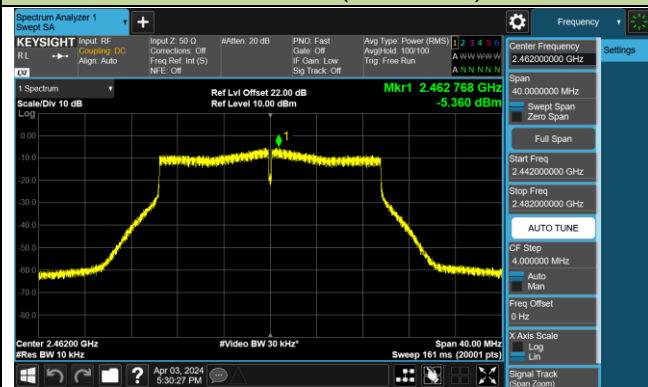 Spectrum Analyzer 1
Swept SA
+
Frequency
KEYSIGHT
RL
LXI
Input: RF
Coupling: DC
Align: Auto
Input Z: 50 Ω
Corrections: Off
Freq Ref: Int (S)
NFE: Off
#Atten: 20 dB
PNO: Fast
Gate: Off
IF Gain: Low
Sig Track: Off
Avg Type: Power (RMS)
Avg|Hold: 100/100
Trig: Free Run
1 2 3 4 5 6
A W W W W W
A N N N N N
1 Spectrum
Scale/Div 10 dB
Log
Ref Lvl Offset 22.00 dB
Ref Level 10.00 dBm
Mkr1 2.462 768 GHz
-5.360 dBm
1
0.00
-10.0
-20.0
-30.0
-40.0
-50.0
-60.0
-70.0
-80.0
Center 2.46200 GHz
#Res BW 10 kHz
#Video BW 30 kHz*
Span 40.00 MHz
Sweep 161 ms (20001 pts)
Center Frequency
2.462000000 GHz
Settings
Span
40.0000000 MHz
Swept Span
Zero Span
Full Span
Start Freq
2.442000000 GHz
Stop Freq
2.482000000 GHz
AUTO TUNE
CF Step
4.000000 MHz
Auto
Man
Freq Offset
0 Hz
X Axis Scale
Log
Lin
Signal Track
(Span Zoom)
?
Apr 03, 2024
5:30:27 PM